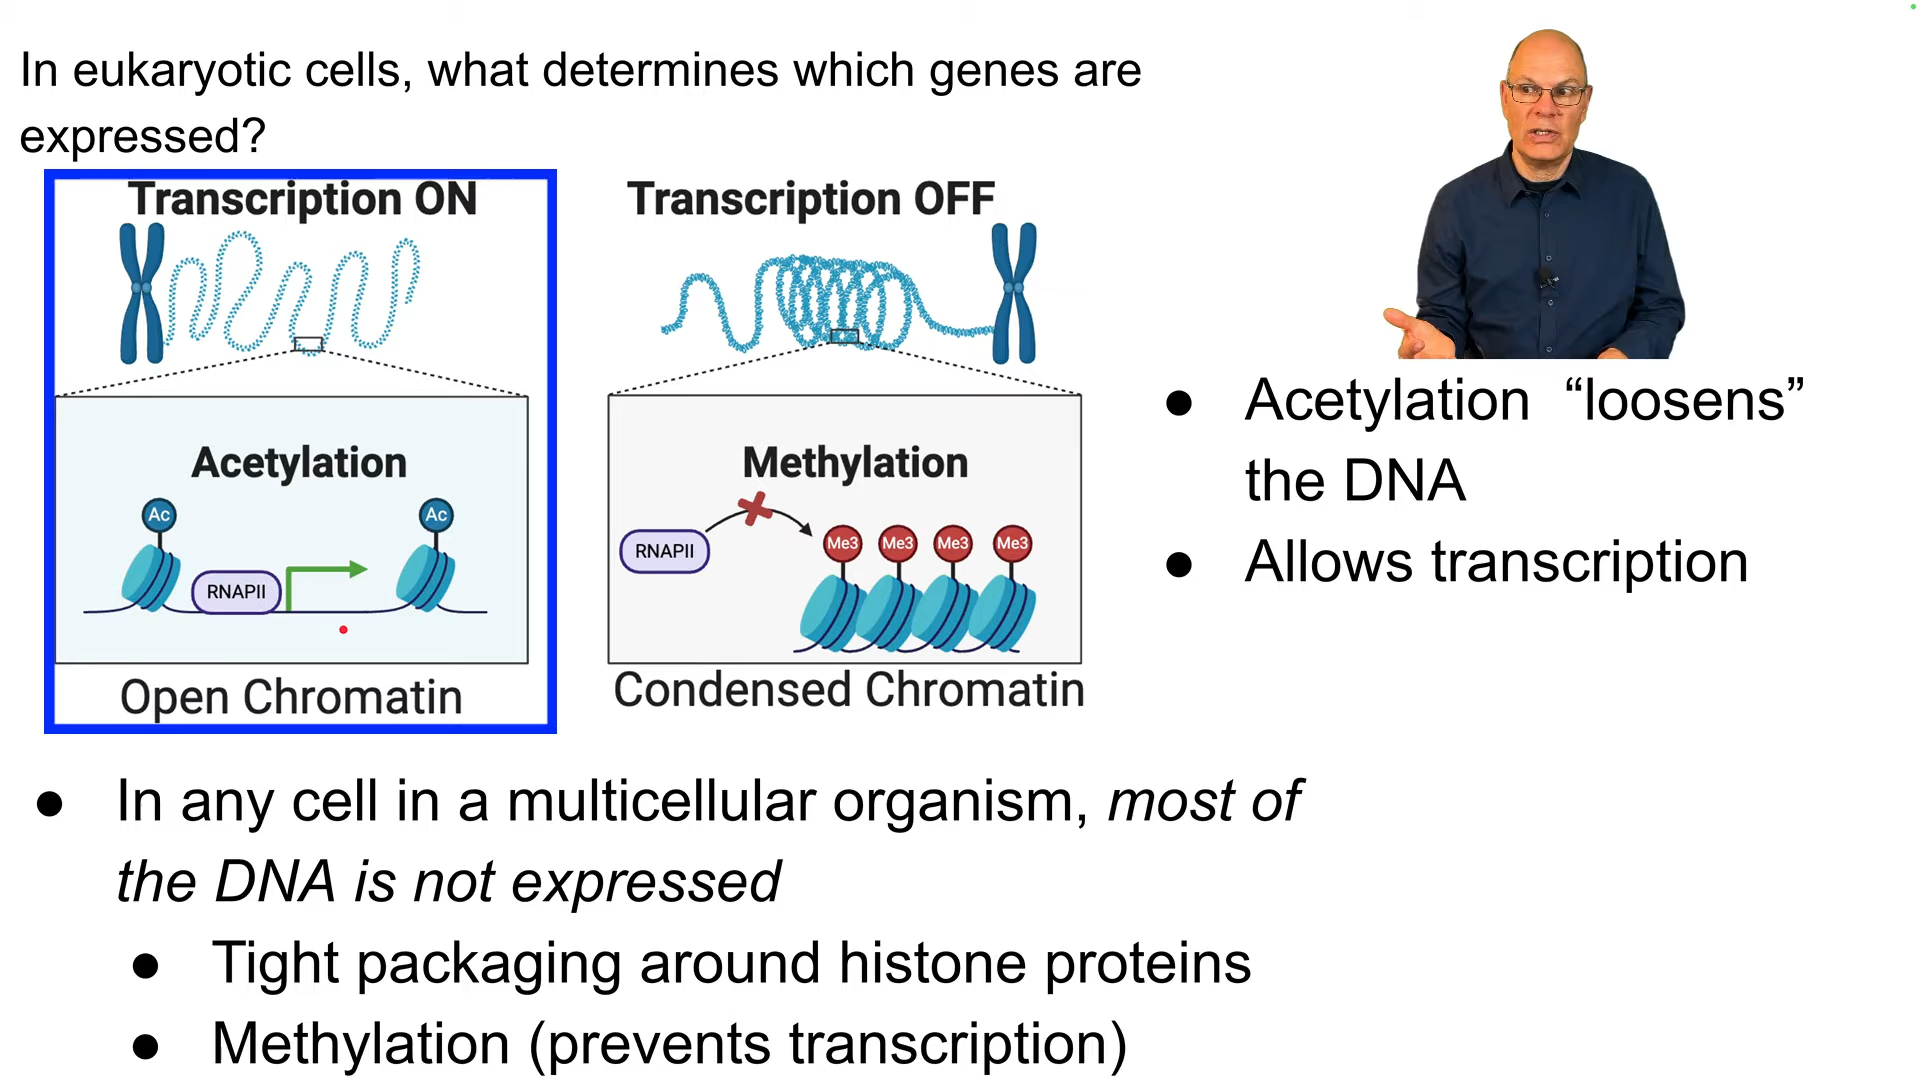 In eukaryotic cells, what determines which genes are
expressed?
Transcription ON
Transcription OFF
Acetylation
Ac
Ac
RNAPII
Open Chromatin
Methylation
RNAPII
Me3
Me3
Me3
Me3
Condensed Chromatin
● Acetylation “loosens”
the DNA
● Allows transcription
● In any cell in a multicellular organism, most of
the DNA is not expressed
● Tight packaging around histone proteins
● Methylation (prevents transcription)